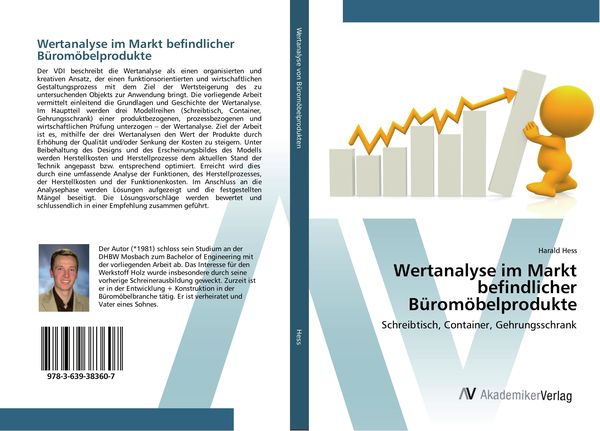 Wertanalyse im Markt befindlicher
Büromöbelprodukte
Der VDI beschreibt die Wertanalyse als einen organisierten und
kreativen Ansatz, der einen funktionsorientierten und wirtschaftlichen
Gestaltungsprozess mit dem Ziel der Wertsteigerung des zu
untersuchenden Objekts zur Anwendung bringt. Die vorliegende Arbeit
vermittelt einleitend die Grundlagen und Geschichte der Wertanalyse.
Im Hauptteil werden drei Modellreihen (Schreibtisch, Container,
Gehrungsschrank) einer produktbezogenen, prozessbezogenen und
wirtschaftlichen Prüfung unterzogen – der Wertanalyse. Ziel der Arbeit
ist es, mithilfe der drei Wertanalysen den Wert der Produkte durch
Erhöhung der Qualität und/oder Senkung der Kosten zu steigern. Unter
Beibehaltung des Designs und des Erscheinungsbildes des Modells
werden Herstellkosten und Herstellprozesse dem aktuellen Stand der
Technik angepasst bzw. entsprechend optimiert. Erreicht wird dies
durch eine umfassende Analyse der Funktionen, des Herstellprozesses,
der Herstellkosten und der Funktionenkosten. Im Anschluss an die
Analysephase werden Lösungen aufgezeigt und die festgestellten
Mängel beseitigt. Die Lösungsvorschläge werden bewertet und
schlussendlich in einer Empfehlung zusammen geführt.
Der Autor (*1981) schloss sein Studium an der
DHBW Mosbach zum Bachelor of Engineering mit
der vorliegenden Arbeit ab. Das Interesse für den
Werkstoff Holz wurde insbesondere durch seine
vorherige Schreinerausbildung geweckt. Zurzeit ist
er in der Entwicklung + Konstruktion in der
Büromöbelbranche tätig. Er ist verheiratet und
Vater eines Sohnes.
978-3-639-38360-7
Wertanalyse von Büromöbelprodukten
Hess
Harald Hess
Wertanalyse im Markt
befindlicher
Büromöbelprodukte
Schreibtisch, Container, Gehrungsschrank
AV AkademikerVerlag